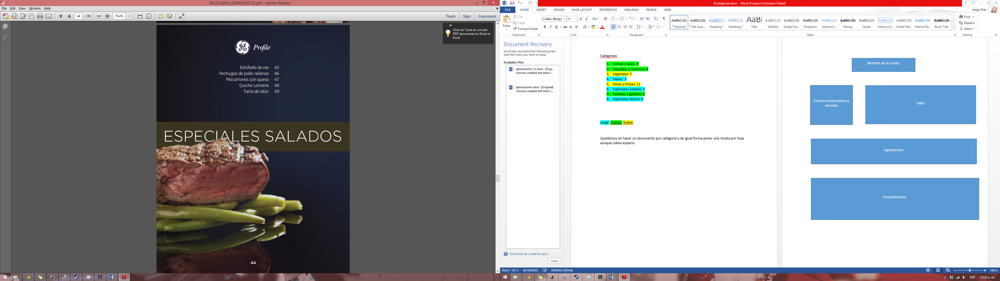 RECETARIO_GEPROFILE F2.pdf - Adobe Reader
File Edit View Window Help
44 / 69 79.4% Tools Sign Comment
Click on Tools to convert
PDF documents to Word or
Excel.
GE Profile
Estofado de res 45
Pechugas de pollo rellenas 46
Macarrones con queso 47
Quiche Lorraine 48
Tarta de atún 49
ESPECIALES SALADOS
44
0Categorias.docx - Word (Product Activation Failed)
FILE HOME INSERT DESIGN PAGE LAYOUT REFERENCES MAILINGS REVIEW VIEW Jorge Diaz
Paste
Cut
Copy
Format Painter
Clipboard
Calibri (Body) 11
Font
Paragraph
AaBbCcDc AaBbCcDc AaBbCc AaBbCcD AaBl AaBbCcD AaBbCcDc AaBbCcDc AaBbCcDc AaBbCcDc AaBbCcDc AaBbCcDc AABBCCDC AABBCCDC AaBbCcDc
¶ Normal ¶ No Spac... Heading 1 Heading 2 Title Subtitle Subtle Em... Emphasis Intense E... Strong Quote Intense Q... Subtle Ref... Intense Re... Book Title
Styles
Find
Replace
Select
Editing
Document Recovery
Word has recovered the following files.
Save the ones you wish to keep.
Available Files
aplicaciones (1).docx [Orig...
Version created last time t...
aplicaciones.docx [Original]
Version created last time t...
Which file do I want to save?
Close
Categorias:
1. Carnes y Aves : 5
2. Pescados y mariscos: 4
3. Vegetales: 7
4. Papas: 3
5. Panes y Pizzas: 11
6. Especiales salados: 5
7. Pasteles y galletas: 9
8. Especiales dulces: 8
Jorge, Osamu, Ruben
Quedamos en hacer un documento por categoría y de igual forma poner una receta por hoja
aunque sobre espacio.
Nombre de la receta
Función temperatura y
utensilio
Tabla
Ingredientes
Procedimiento.
PAGE 1 OF 2 69 WORDS SPANISH (SPAIN) 100 %
ESP 12:24 a. m.